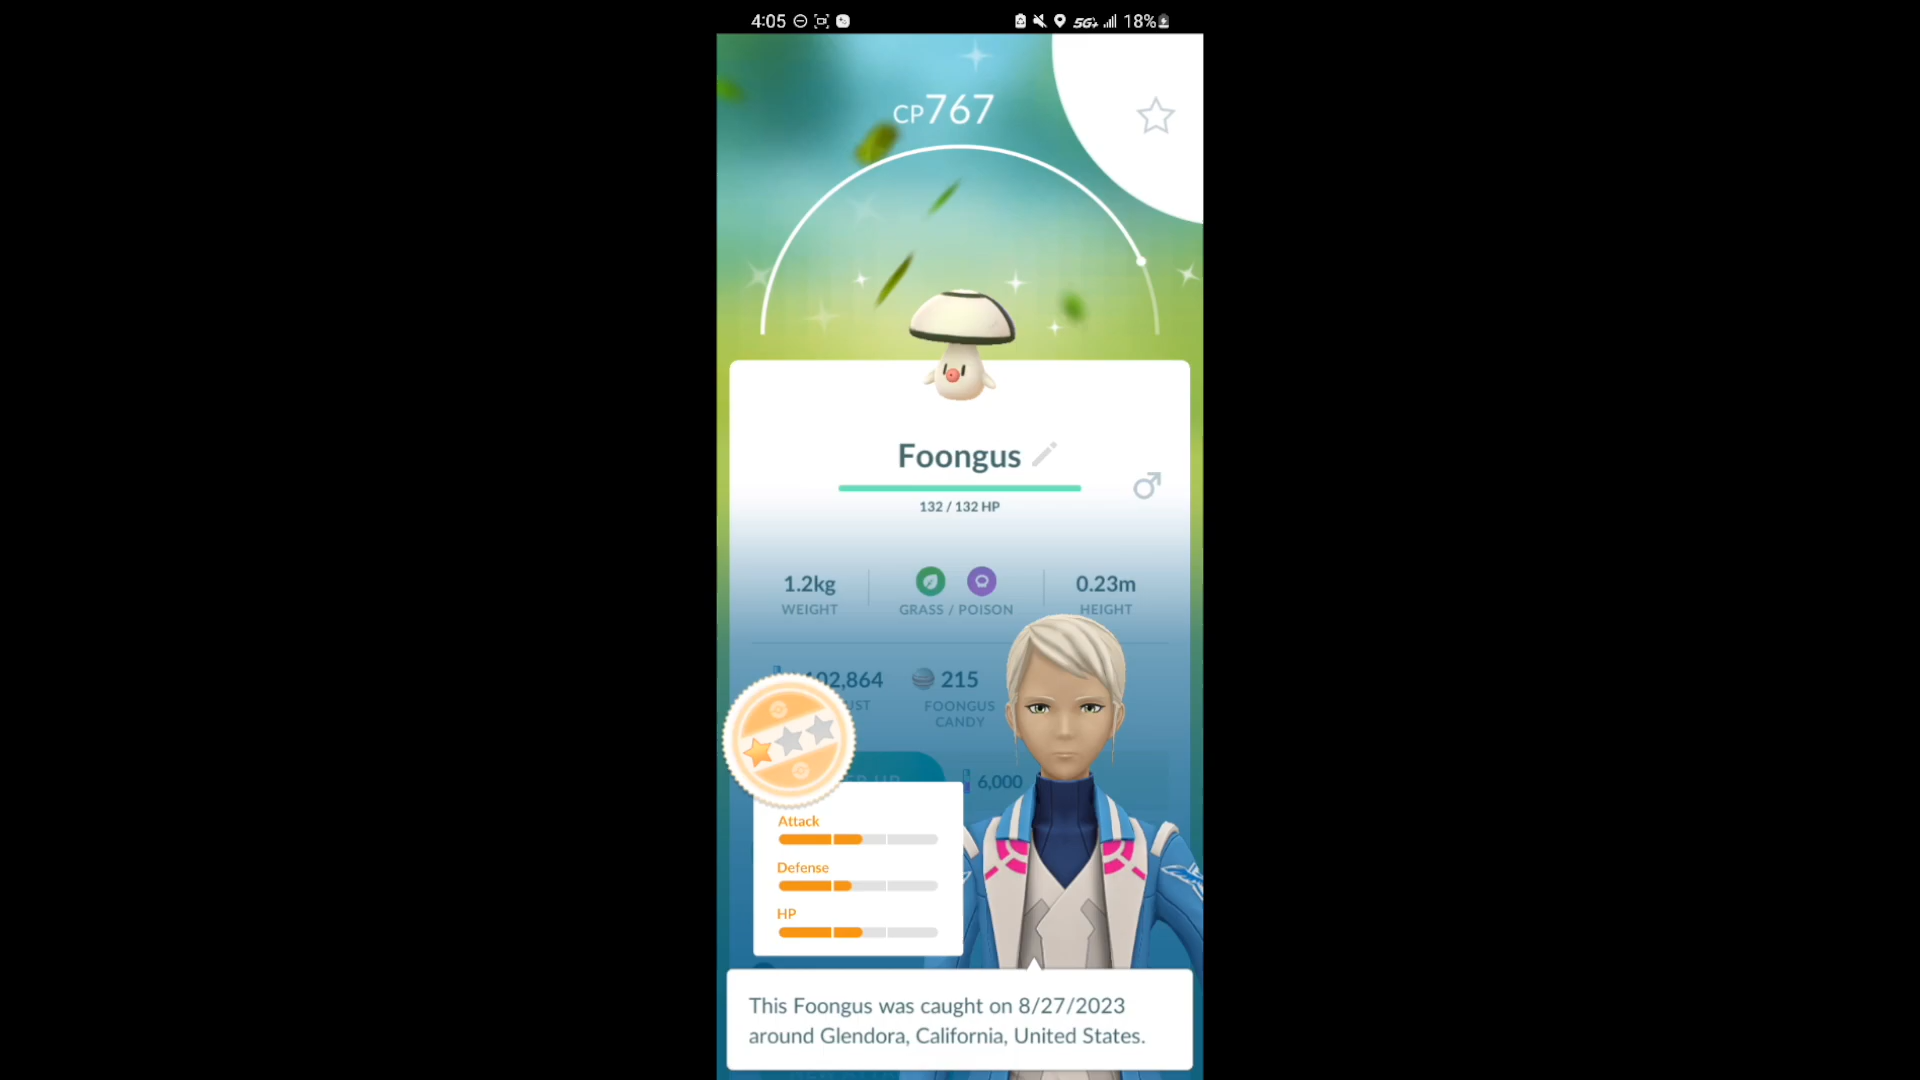 4:05
5G+ 18%
CP767
Foongus
132 / 132 HP
1.2kg
WEIGHT
GRASS / POISON
0.23m
HEIGHT
215
FOONGUS
CANDY
6,000
Attack
Defense
HP
This Foongus was caught on 8/27/2023
around Glendora, California, United States.